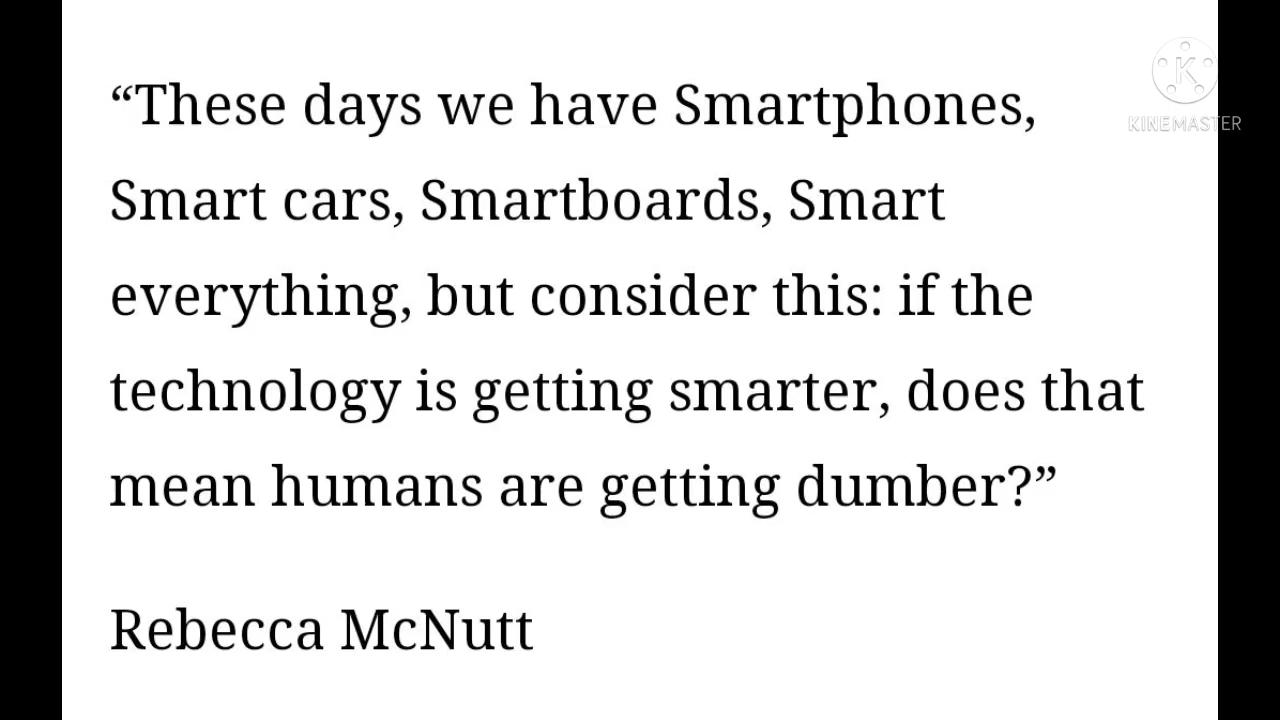 “These days we have Smartphones,
Smart cars, Smartboards, Smart
everything, but consider this: if the
technology is getting smarter, does that
mean humans are getting dumber?”
Rebecca McNutt
K
KINEMASTER